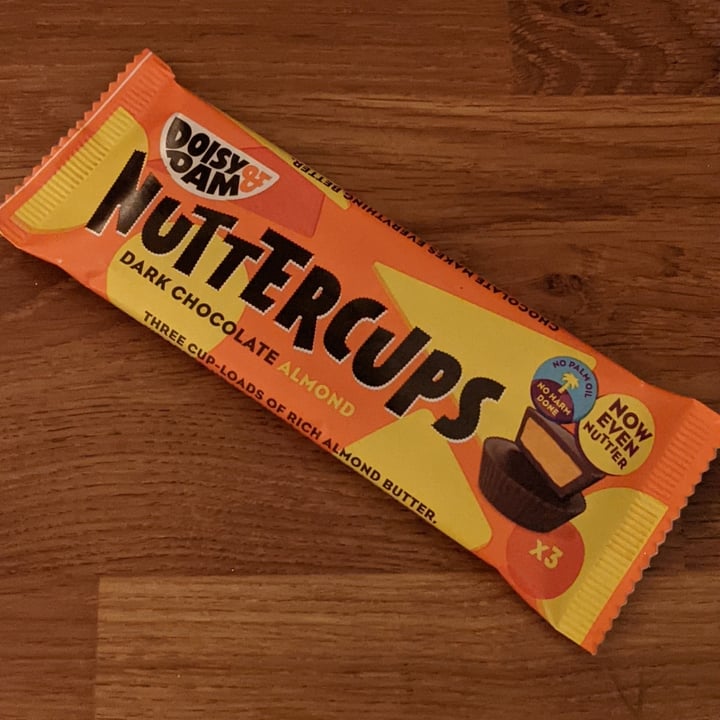 DOISY &
DAM
NUTTERCUPS
DARK CHOCOLATE ALMOND
THREE CUP-LOADS OF RICH ALMOND BUTTER.
CHOCOLATE MAKES EVERYTHING BETTER.
NO PALM OIL
NO HARM
DONE
NOW
EVEN
NUTTIER
X3